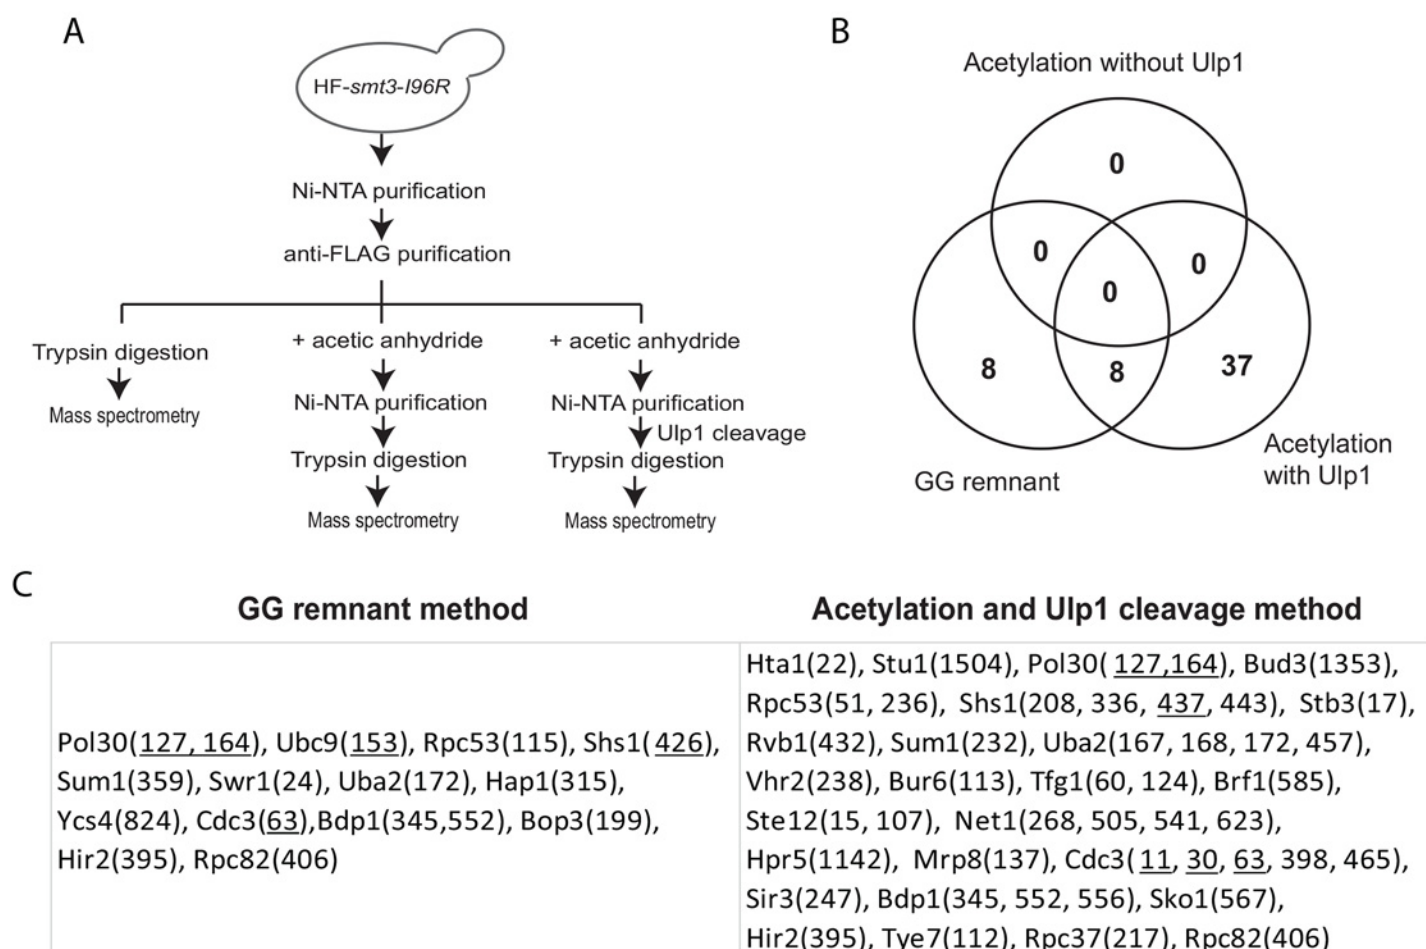 A
HF-smt3-I96R
Ni-NTA purification
anti-FLAG purification
Trypsin digestion
Mass spectrometry
+ acetic anhydride
Ni-NTA purification
Trypsin digestion
Mass spectrometry
+ acetic anhydride
Ni-NTA purification
Ulp1 cleavage
Trypsin digestion
Mass spectrometry
B
Acetylation without Ulp1
0
0
0
0
8
8
37
GG remnant
Acetylation
with Ulp1
C
GG remnant method
Pol30(127, 164), Ubc9(153), Rpc53(115), Shs1(426),
Sum1(359), Swr1(24), Uba2(172), Hap1(315),
Ycs4(824), Cdc3(63),Bdp1(345,552), Bop3(199),
Hir2(395), Rpc82(406)
Acetylation and Ulp1 cleavage method
Hta1(22), Stu1(1504), Pol30( 127,164), Bud3(1353),
Rpc53(51, 236), Shs1(208, 336, 437, 443), Stb3(17),
Rvb1(432), Sum1(232), Uba2(167, 168, 172, 457),
Vhr2(238), Bur6(113), Tfg1(60, 124), Brf1(585),
Ste12(15, 107), Net1(268, 505, 541, 623),
Hpr5(1142), Mrp8(137), Cdc3( 11, 30, 63, 398, 465),
Sir3(247), Bdp1(345, 552, 556), Sko1(567),
Hir2(395), Tye7(112), Rpc37(217), Rpc82(406)